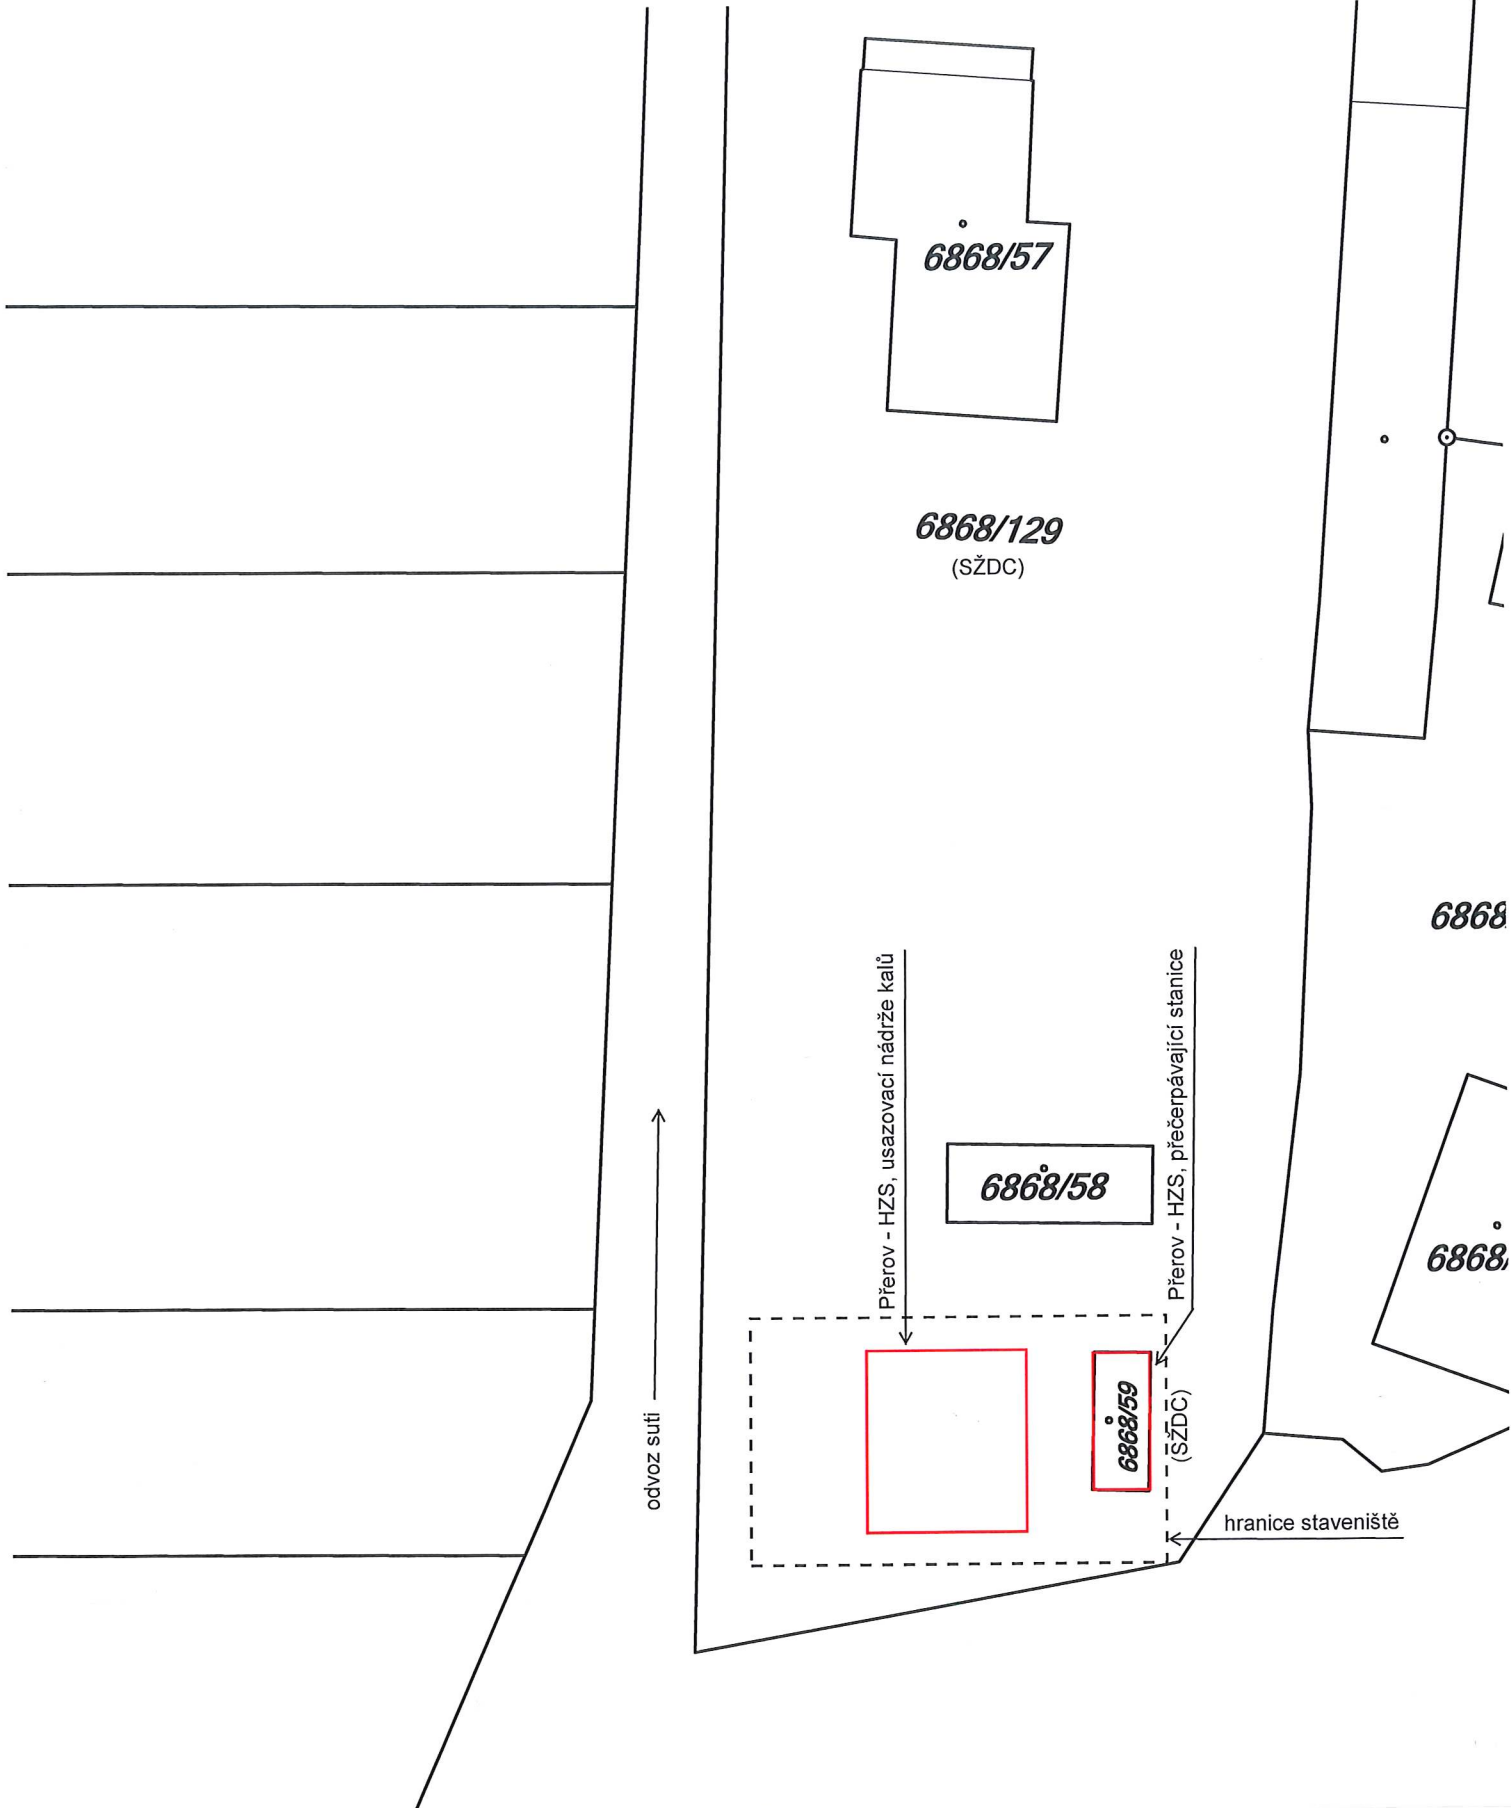 6868/57
6868/129
(SŽDC)
6868
Přerov - HZS, usazovací nádrže kalů
Přerov - HZS, přečerpávající stanice
6868/58
6868/
6868/59
(SŽDC)
odvoz suti
hranice staveniště